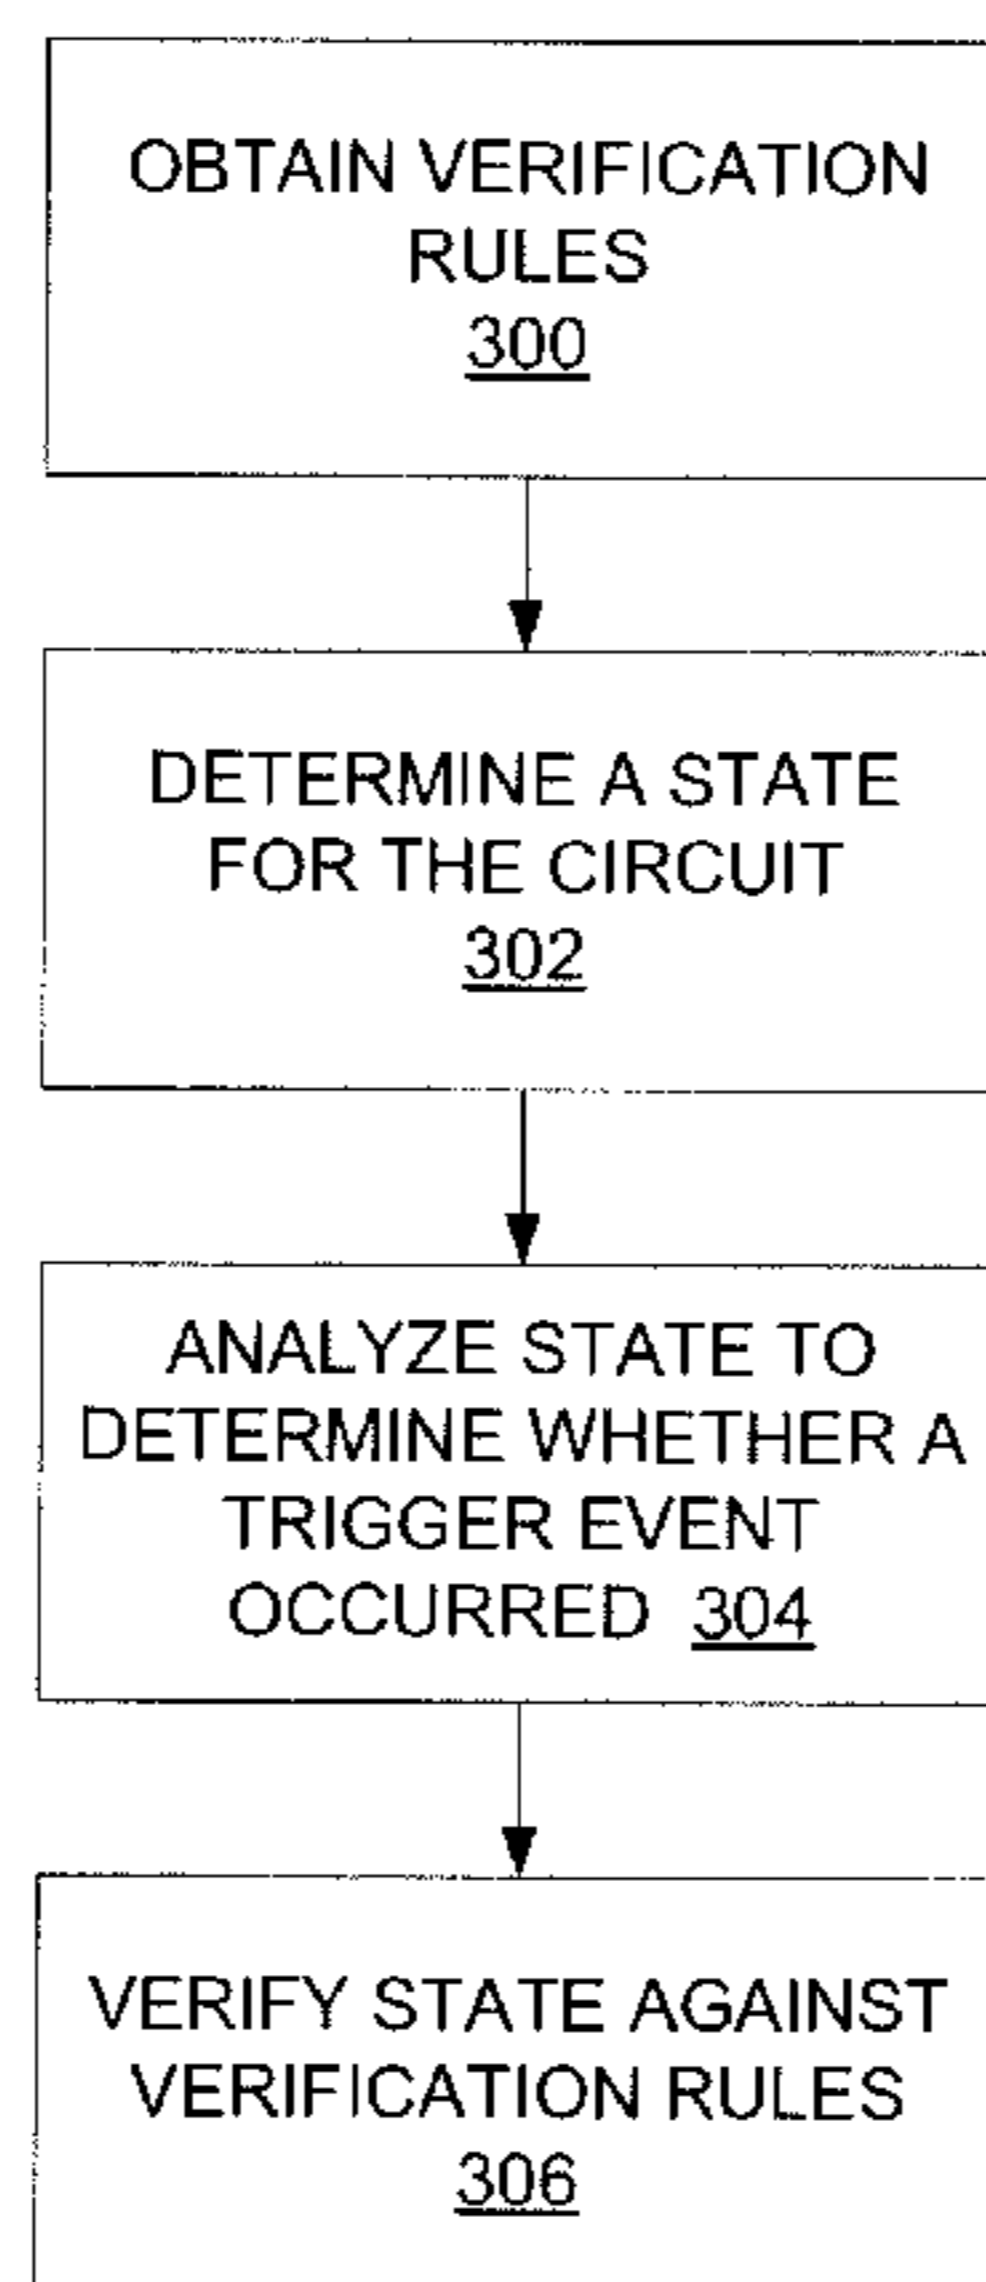 OBTAIN VERIFICATION
RULES
300
DETERMINE A STATE
FOR THE CIRCUIT
302
ANALYZE STATE TO
DETERMINE WHETHER A
TRIGGER EVENT
OCCURRED 304
VERIFY STATE AGAINST
VERIFICATION RULES
306